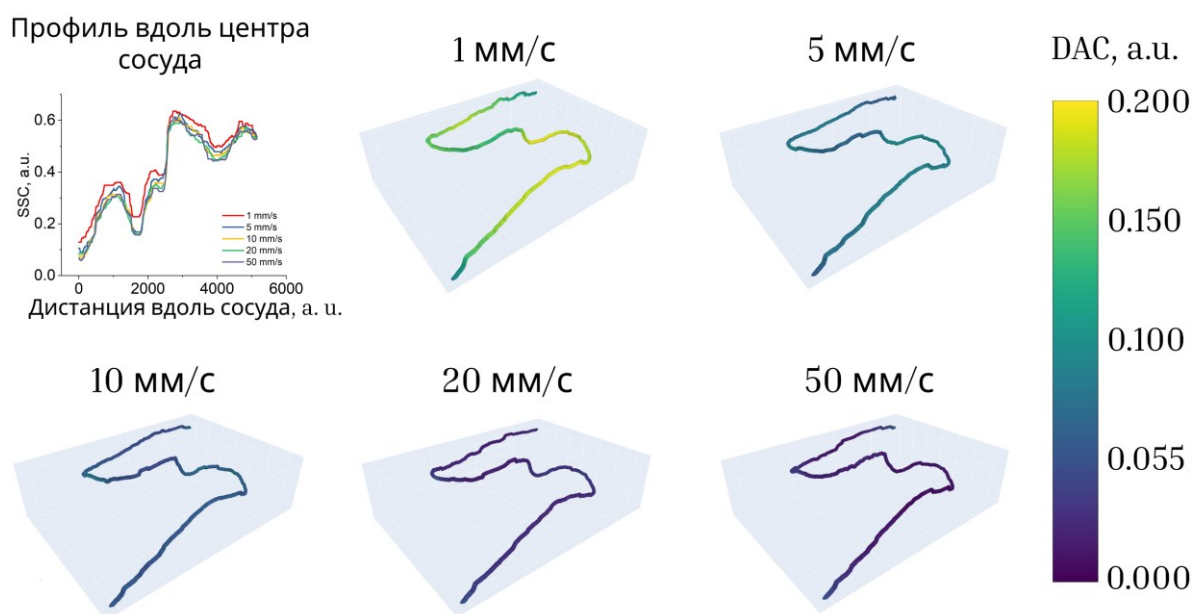 Профиль вдоль центра
сосуда
SSC, a.u.
0.6
0.4
0.2
0.0
0
2000
4000
6000
1 mm/s
5 mm/s
10 mm/s
20 mm/s
50 mm/s
Дистанция вдоль сосуда, a. u.
1 мм/с
5 мм/с
DAC, a.u.
0.200
0.150
0.100
0.055
0.000
10 мм/с
20 мм/с
50 мм/с